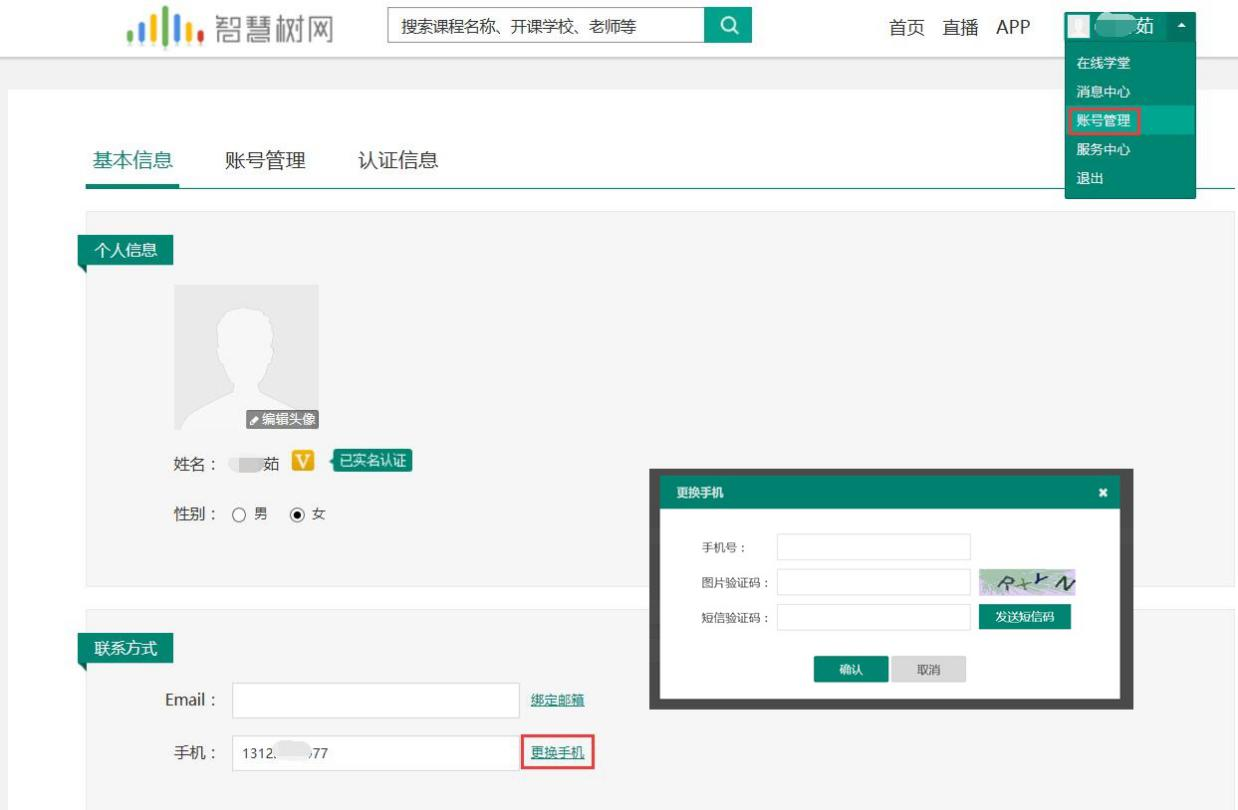 智慧树网
搜索课程名称、开课学校、老师等
首页 直播 APP
茹
在线学堂
消息中心
账号管理
服务中心
退出
基本信息 账号管理 认证信息
个人信息
编辑头像
姓名： 茹 V 已实名认证
性别： 男 女
更换手机
手机号：
图片验证码：
短信验证码： 发送短信码
确认 取消
联系方式
Email： 绑定邮箱
手机： 1312 77 更换手机